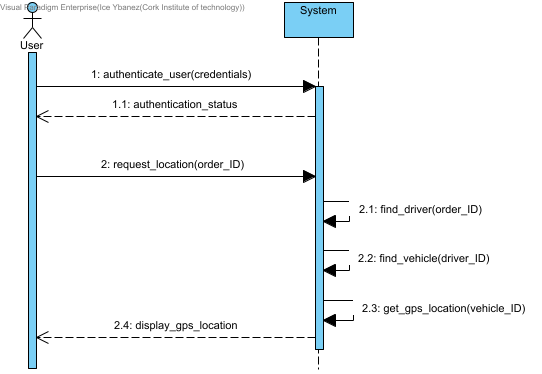 Visual Paradigm Enterprise(Ice Ybanez(Cork Institute of technology))
System
User
1: authenticate_user(credentials)
1.1: authentication_status
2: request_location(order_ID)
2.1: find_driver(order_ID)
2.2: find_vehicle(driver_ID)
2.3: get_gps_location(vehicle_ID)
2.4: display_gps_location